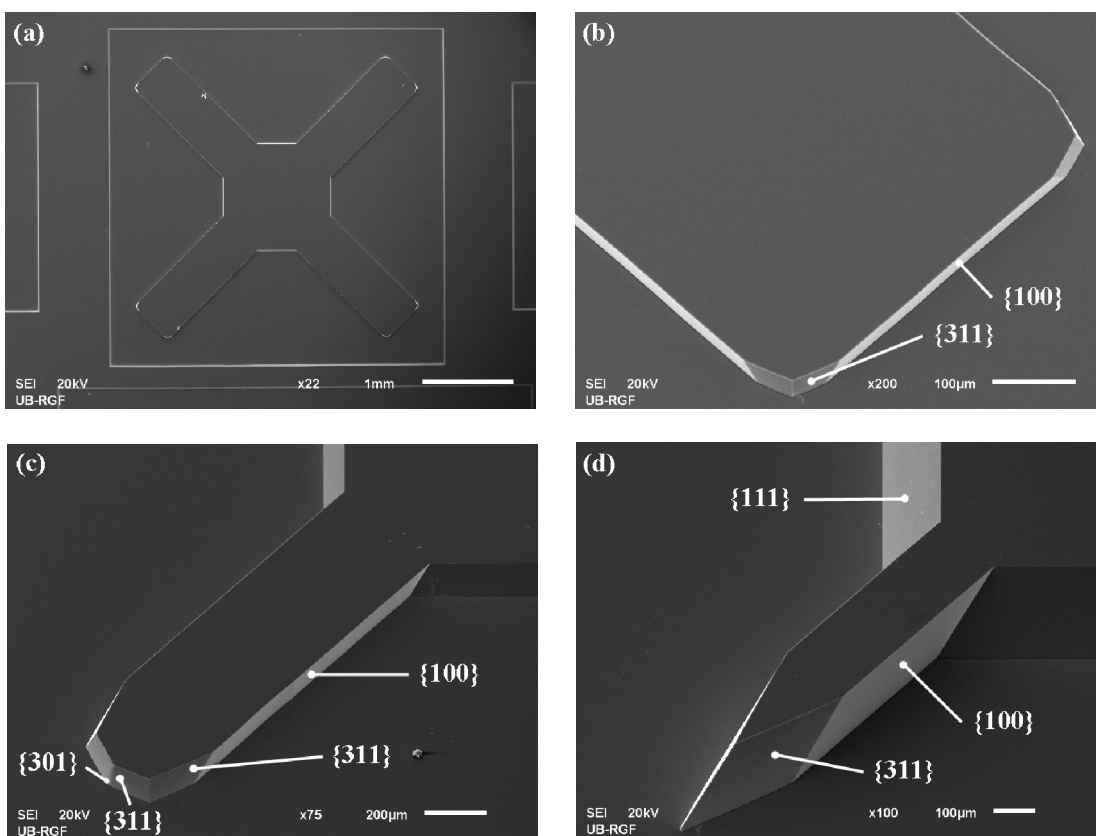 (a)
SEI 20kV x22 1mm
UB-RGF
(b)
{100}
{311}
SEI 20kV x200 100μm
UB-RGF
(c)
{100}
{301}
{311}
{311}
SEI 20kV x75 200μm
UB-RGF
(d)
{111}
{100}
{311}
SEI 20kV x100 100μm
UB-RGF